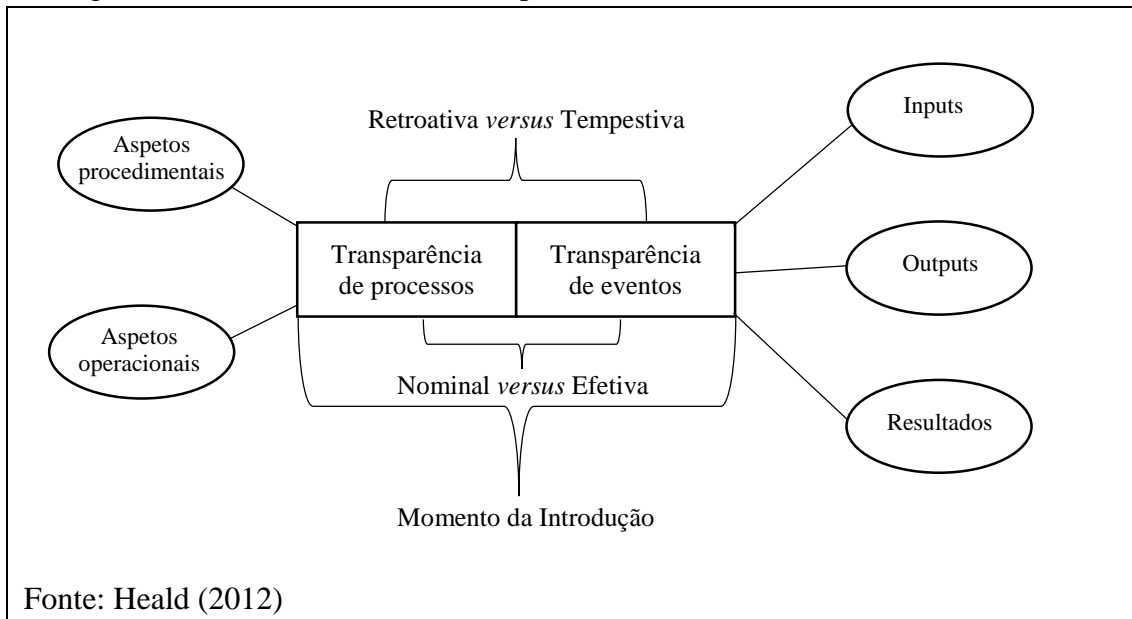 Inputs
Retroativa versus Tempestiva
Aspetos
procedimentais
Transparência
de processos
Transparência
de eventos
Outputs
Aspetos
operacionais
Nominal versus Efetiva
Resultados
Momento da Introdução
Fonte: Heald (2012)